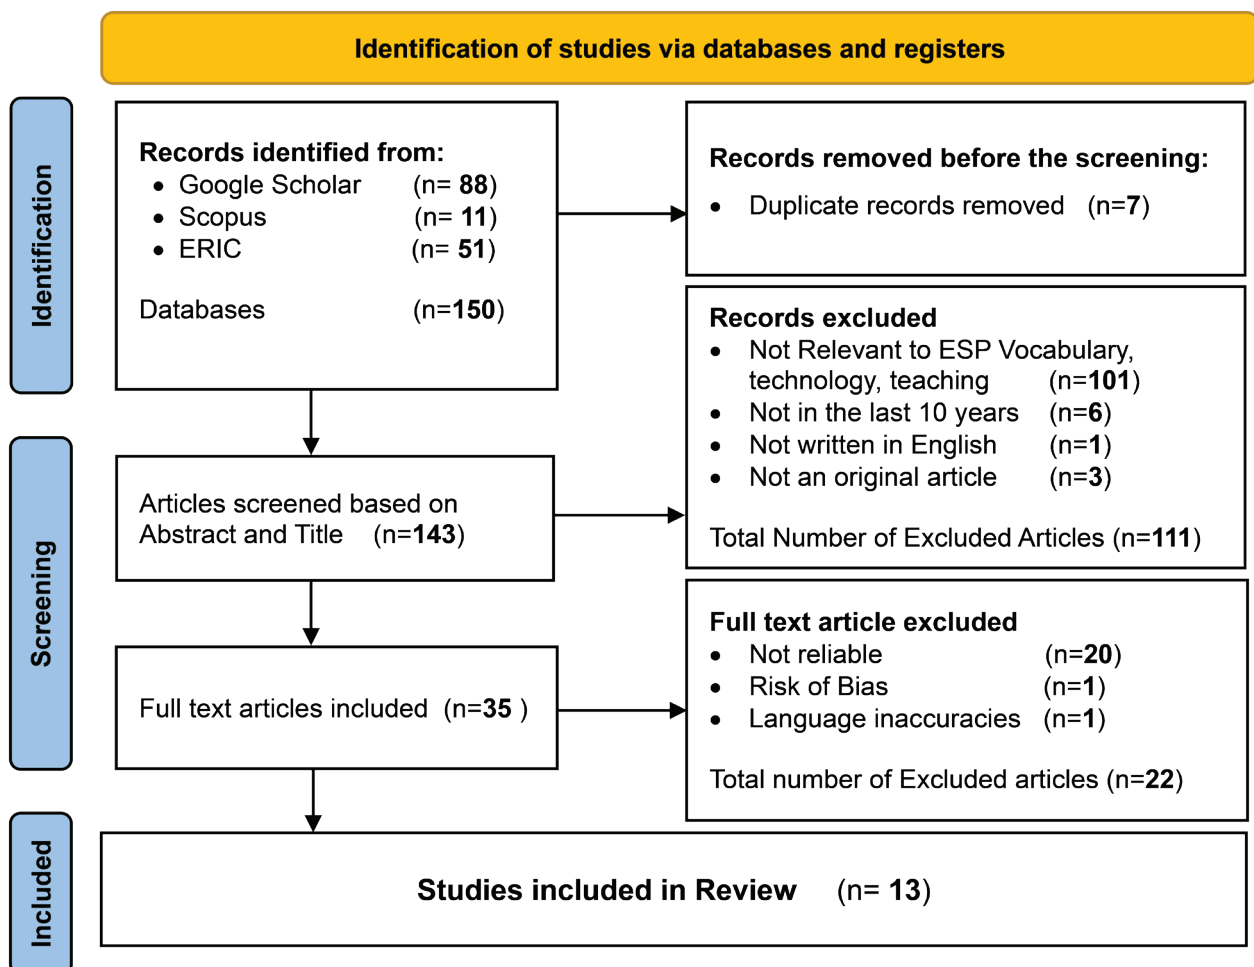 Identification of studies via databases and registers
Identification
Records identified from:
• Google Scholar (n= 88)
• Scopus (n= 11)
• ERIC (n= 51)
Databases (n=150)
Records removed before the screening:
• Duplicate records removed (n=7)
Screening
Articles screened based on
Abstract and Title (n=143)
Records excluded
• Not Relevant to ESP Vocabulary,
technology, teaching (n=101)
• Not in the last 10 years (n=6)
• Not written in English (n=1)
• Not an original article (n=3)
Total Number of Excluded Articles (n=111)
Full text articles included (n=35 )
Full text article excluded
• Not reliable (n=20)
• Risk of Bias (n=1)
• Language inaccuracies (n=1)
Total number of Excluded articles (n=22)
Included
Studies included in Review (n= 13)